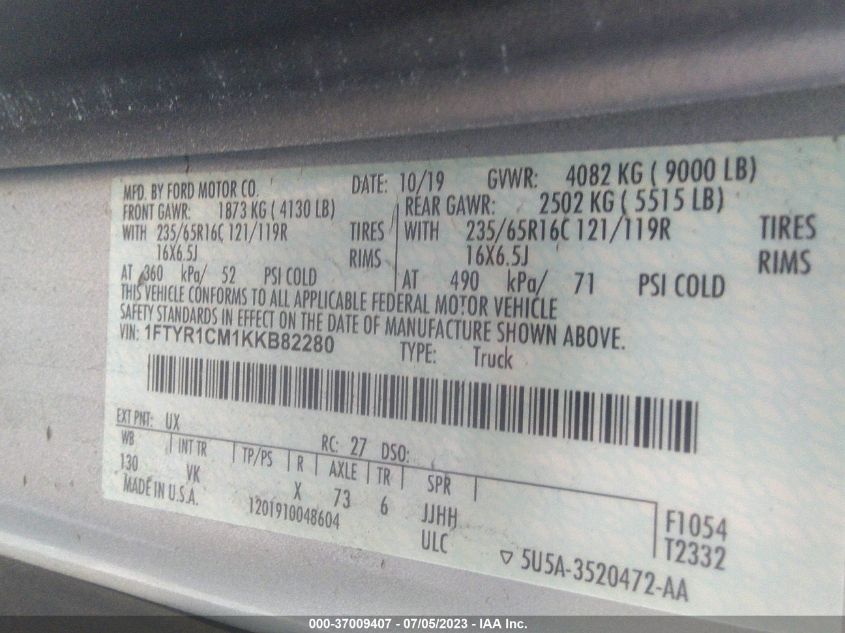 MFD. BY FORD MOTOR CO. DATE: 10/19 GVWR: 4082 KG ( 9000 LB)
FRONT GAWR: 1873 KG ( 4130 LB) REAR GAWR: 2502 KG ( 5515 LB)
WITH 235/65R16C 121/119R TIRES WITH 235/65R16C 121/119R TIRES
16X6.5J RIMS 16X6.5J RIMS
AT 360 kPa/ 52 PSI COLD AT 490 kPa/ 71 PSI COLD
THIS VEHICLE CONFORMS TO ALL APPLICABLE FEDERAL MOTOR VEHICLE
SAFETY STANDARDS IN EFFECT ON THE DATE OF MANUFACTURE SHOWN ABOVE.
VIN: 1FTYR1CM1KKB82280 TYPE: Truck
EXT PNT: UX RC: 27 DSO:
WB INT TR TP/PS R AXLE TR SPR
130 VK X 73 6 JJHH F1054
MADE IN U.S.A. 1201910048604 ULC T2332
▽ 5U5A-3520472-AA
000-37009407 - 07/05/2023 - IAA Inc.